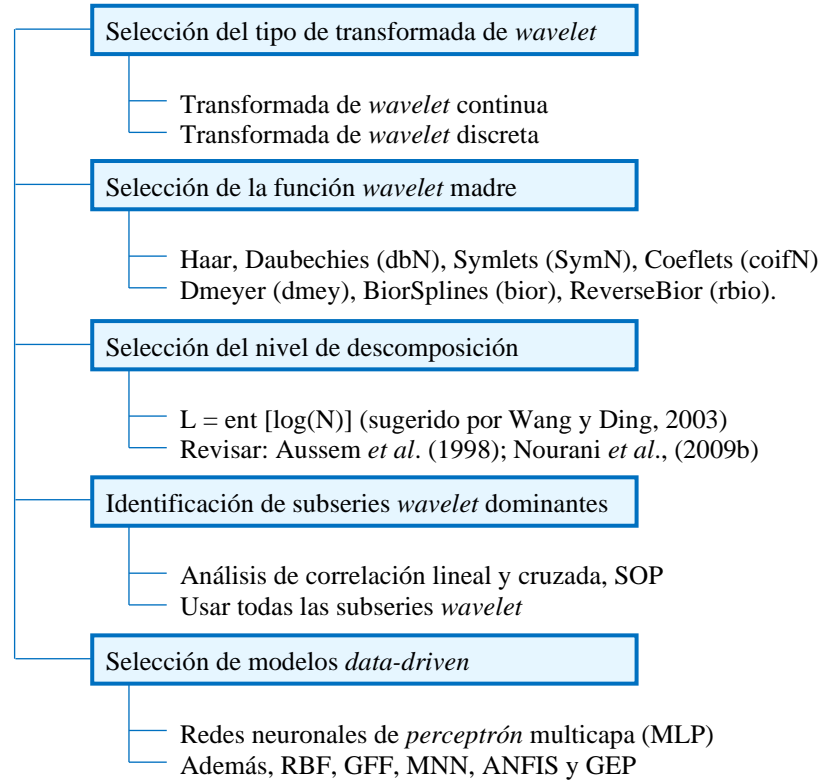 Selección del tipo de transformada de wavelet
Transformada de wavelet continua
Transformada de wavelet discreta
Selección de la función wavelet madre
Haar, Daubechies (dbN), Symlets (SymN), Coeflets (coifN)
Dmeyer (dmey), BiorSplines (bior), ReverseBior (rbio).
Selección del nivel de descomposición
L = ent [log(N)] (sugerido por Wang y Ding, 2003)
Revisar: Aussem et al. (1998); Nourani et al., (2009b)
Identificación de subseries wavelet dominantes
Análisis de correlación lineal y cruzada, SOP
Usar todas las subseries wavelet
Selección de modelos data-driven
Redes neuronales de perceptrón multicapa (MLP)
Además, RBF, GFF, MNN, ANFIS y GEP